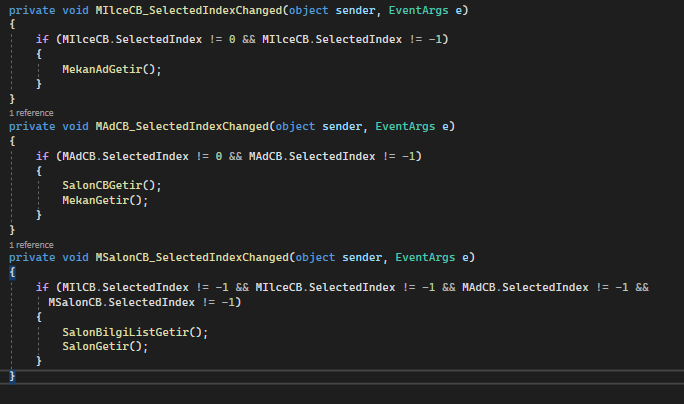 private void MIlceCB_SelectedIndexChanged(object sender, EventArgs e)
{
if (MIlceCB.SelectedIndex != 0 && MIlceCB.SelectedIndex != -1)
{
MekanAdGetir();
}
}
1 reference
private void MAdCB_SelectedIndexChanged(object sender, EventArgs e)
{
if (MAdCB.SelectedIndex != 0 && MAdCB.SelectedIndex != -1)
{
SalonCBGetir();
MekanGetir();
}
}
1 reference
private void MSalonCB_SelectedIndexChanged(object sender, EventArgs e)
{
if (MIlCB.SelectedIndex != -1 && MIlceCB.SelectedIndex != -1 && MAdCB.SelectedIndex != -1 &&
MSalonCB.SelectedIndex != -1)
{
SalonBilgiListGetir();
SalonGetir();
}
}